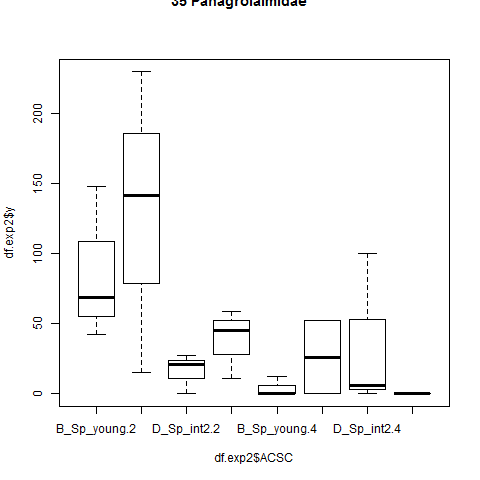 35 Panagrolaimidae
df.exp2$y
200
150
100
50
0
B_Sp_young.2 D_Sp_int2.2 B_Sp_young.4 D_Sp_int2.4
df.exp2$ACSC